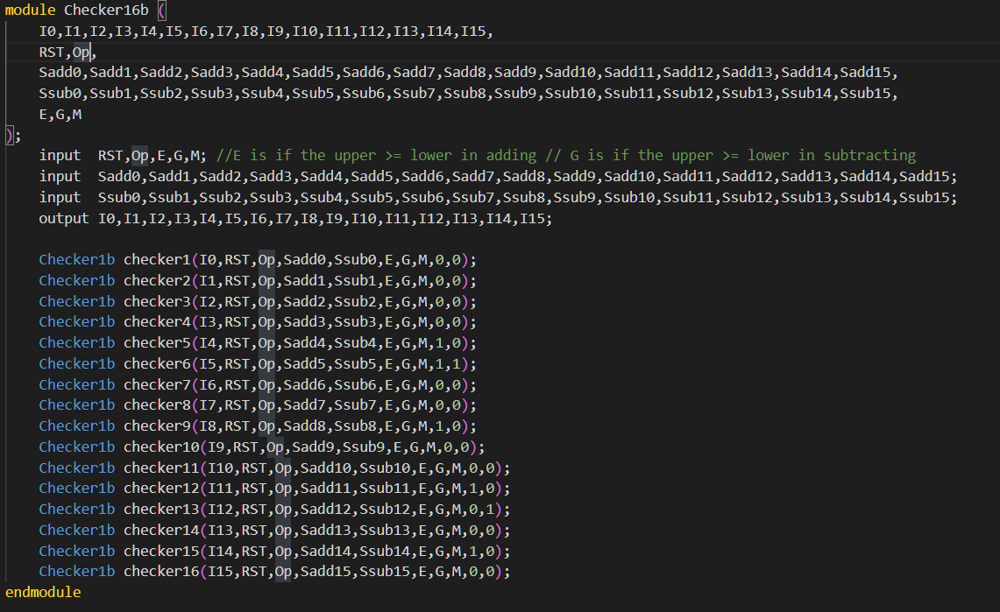 module Checker16b (
    I0,I1,I2,I3,I4,I5,I6,I7,I8,I9,I10,I11,I12,I13,I14,I15,
    RST,Op,
    Sadd0,Sadd1,Sadd2,Sadd3,Sadd4,Sadd5,Sadd6,Sadd7,Sadd8,Sadd9,Sadd10,Sadd11,Sadd12,Sadd13,Sadd14,Sadd15,
    Ssub0,Ssub1,Ssub2,Ssub3,Ssub4,Ssub5,Ssub6,Ssub7,Ssub8,Ssub9,Ssub10,Ssub11,Ssub12,Ssub13,Ssub14,Ssub15,
    E,G,M
);
    input  RST,Op,E,G,M; //E is if the upper >= lower in adding // G is if the upper >= lower in subtracting
    input  Sadd0,Sadd1,Sadd2,Sadd3,Sadd4,Sadd5,Sadd6,Sadd7,Sadd8,Sadd9,Sadd10,Sadd11,Sadd12,Sadd13,Sadd14,Sadd15;
    input  Ssub0,Ssub1,Ssub2,Ssub3,Ssub4,Ssub5,Ssub6,Ssub7,Ssub8,Ssub9,Ssub10,Ssub11,Ssub12,Ssub13,Ssub14,Ssub15;
    output I0,I1,I2,I3,I4,I5,I6,I7,I8,I9,I10,I11,I12,I13,I14,I15;

    Checker1b checker1(I0,RST,Op,Sadd0,Ssub0,E,G,M,0,0);
    Checker1b checker2(I1,RST,Op,Sadd1,Ssub1,E,G,M,0,0);
    Checker1b checker3(I2,RST,Op,Sadd2,Ssub2,E,G,M,0,0);
    Checker1b checker4(I3,RST,Op,Sadd3,Ssub3,E,G,M,0,0);
    Checker1b checker5(I4,RST,Op,Sadd4,Ssub4,E,G,M,1,0);
    Checker1b checker6(I5,RST,Op,Sadd5,Ssub5,E,G,M,1,1);
    Checker1b checker7(I6,RST,Op,Sadd6,Ssub6,E,G,M,0,0);
    Checker1b checker8(I7,RST,Op,Sadd7,Ssub7,E,G,M,0,0);
    Checker1b checker9(I8,RST,Op,Sadd8,Ssub8,E,G,M,1,0);
    Checker1b checker10(I9,RST,Op,Sadd9,Ssub9,E,G,M,0,0);
    Checker1b checker11(I10,RST,Op,Sadd10,Ssub10,E,G,M,0,0);
    Checker1b checker12(I11,RST,Op,Sadd11,Ssub11,E,G,M,1,0);
    Checker1b checker13(I12,RST,Op,Sadd12,Ssub12,E,G,M,0,1);
    Checker1b checker14(I13,RST,Op,Sadd13,Ssub13,E,G,M,0,0);
    Checker1b checker15(I14,RST,Op,Sadd14,Ssub14,E,G,M,1,0);
    Checker1b checker16(I15,RST,Op,Sadd15,Ssub15,E,G,M,0,0);
endmodule